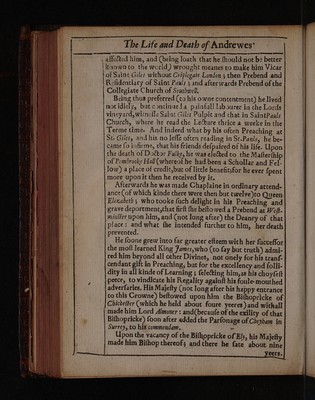 The Life and Death of Andrewes'
affected him, and (being loath that he should not be better
known to the world) wrought meanes to make him Vicar
of Saint Giles without Creplegate London; then Prebend and
Residentiary of Saint Pauls: and afterwards Prebend of the
Collegiate Church of Southwell.
Being thus preferred (to his owne contentment) he lived
not idlely, but continued a painfull labourer in the Lords
vineyard, witnesse Saint Giles Pulpit and that in Saint Pauls
Church, where he read the Lecture thrice a weeke in the
Terme time. And indeed what by his often Preaching at
St. Giles, and his no lesse often reading in St. Pauls, he be-
came so infirme, that his friends despaired of his life. Upon
the death of Doctor Fulke, he was elected to the Mastership
of Pembrooke Hall (whereof he had been a Schollar and Fel-
low) a place of credit, but of little benefit, for he ever spent
more upon it then he received by it.
Afterwards he was made Chaplaine in ordinary attend-
ance (of which kinde there were then but twelve) to Queen
Elizabeth; who tooke such delight in his Preaching and
grave deportment, that first she bestowed a Prebend at West-
minster upon him, and (not long after) the Deanry of that
place: and what she intended further to him, her death
prevented.
He soone grew into far greater esteem with her successor
the most learned King James, who (to say but truth) admi-
red him beyond all other Divines, not onely for his trans-
cendant gift in Preaching, but for the excellency and solli-
dity in all kinde of Learning; selecting him, as his choysest
peece, to vindicate his Regality against his foule-mouthed
adversaries. His Majesty (not long after his happy entrance
to this Crowne) bestowed upon him the Bishopricke of
Chichester (which he held about foure yeers) and withall
made him Lord Almoner: and (because of the exility of that
Bishopricke) soon after added the Parsonage of Cheyham in
Surrey, to his commendam.
Upon the vacancy of the Bishppricke of Ely, his Majesty
made him Bishop thereof; and there he sate about nine
yeers.